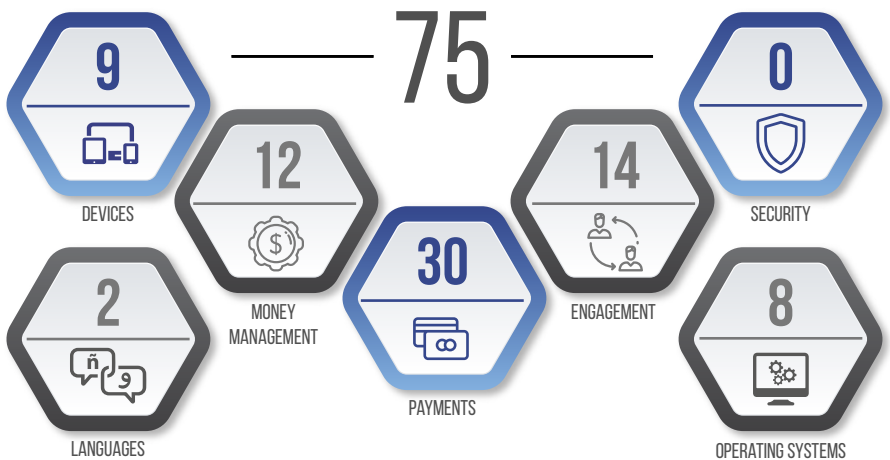 75
9
DEVICES
12
MONEY
MANAGEMENT
30
PAYMENTS
14
ENGAGEMENT
0
SECURITY
2
ñ
و
LANGUAGES
8
OPERATING SYSTEMS
$